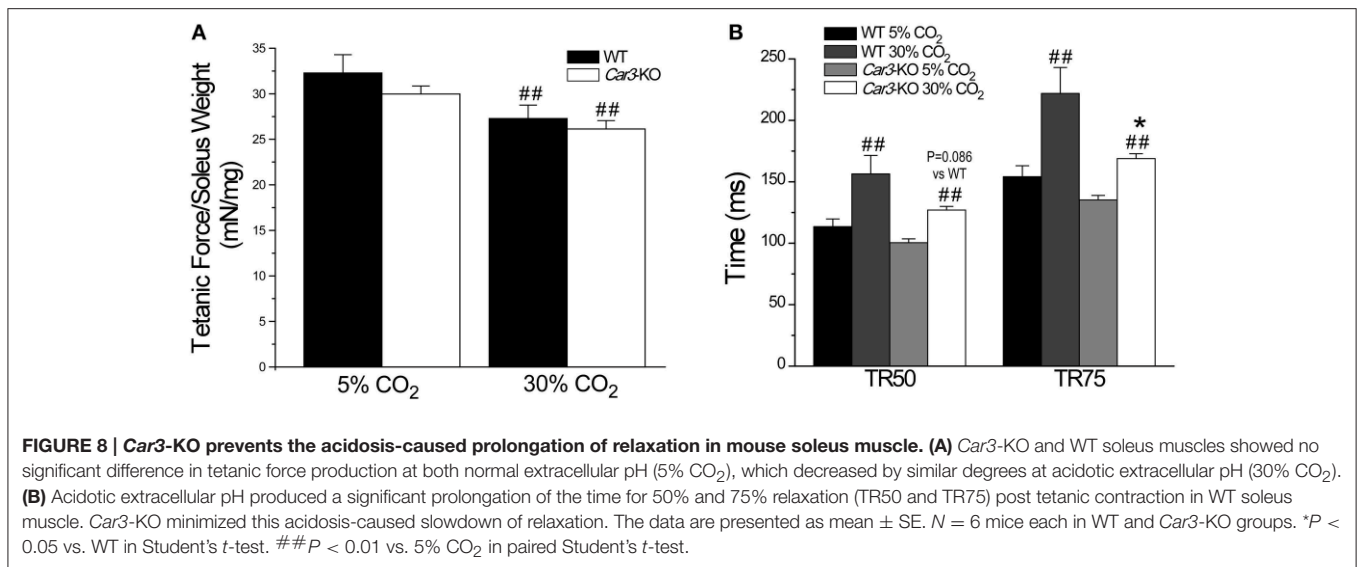 A
B
Tetanic Force/Soleus Weight
(mN/mg)
35
30
25
20
15
10
5
0
WT
Car3-KO
##
##
5% CO₂
30% CO₂
WT 5% CO₂
WT 30% CO₂
Car3-KO 5% CO₂
Car3-KO 30% CO₂
Time (ms)
250
200
150
100
50
0
##
P=0.086
vs WT
##
##
*
##
TR50
TR75
FIGURE 8 | Car3-KO prevents the acidosis-caused prolongation of relaxation in mouse soleus muscle. (A) Car3-KO and WT soleus muscles showed no
significant difference in tetanic force production at both normal extracellular pH (5% CO₂), which decreased by similar degrees at acidotic extracellular pH (30% CO₂).
(B) Acidotic extracellular pH produced a significant prolongation of the time for 50% and 75% relaxation (TR50 and TR75) post tetanic contraction in WT soleus
muscle. Car3-KO minimized this acidosis-caused slowdown of relaxation. The data are presented as mean ± SE. N = 6 mice each in WT and Car3-KO groups. *P <
0.05 vs. WT in Student's t-test. ##P < 0.01 vs. 5% CO₂ in paired Student's t-test.